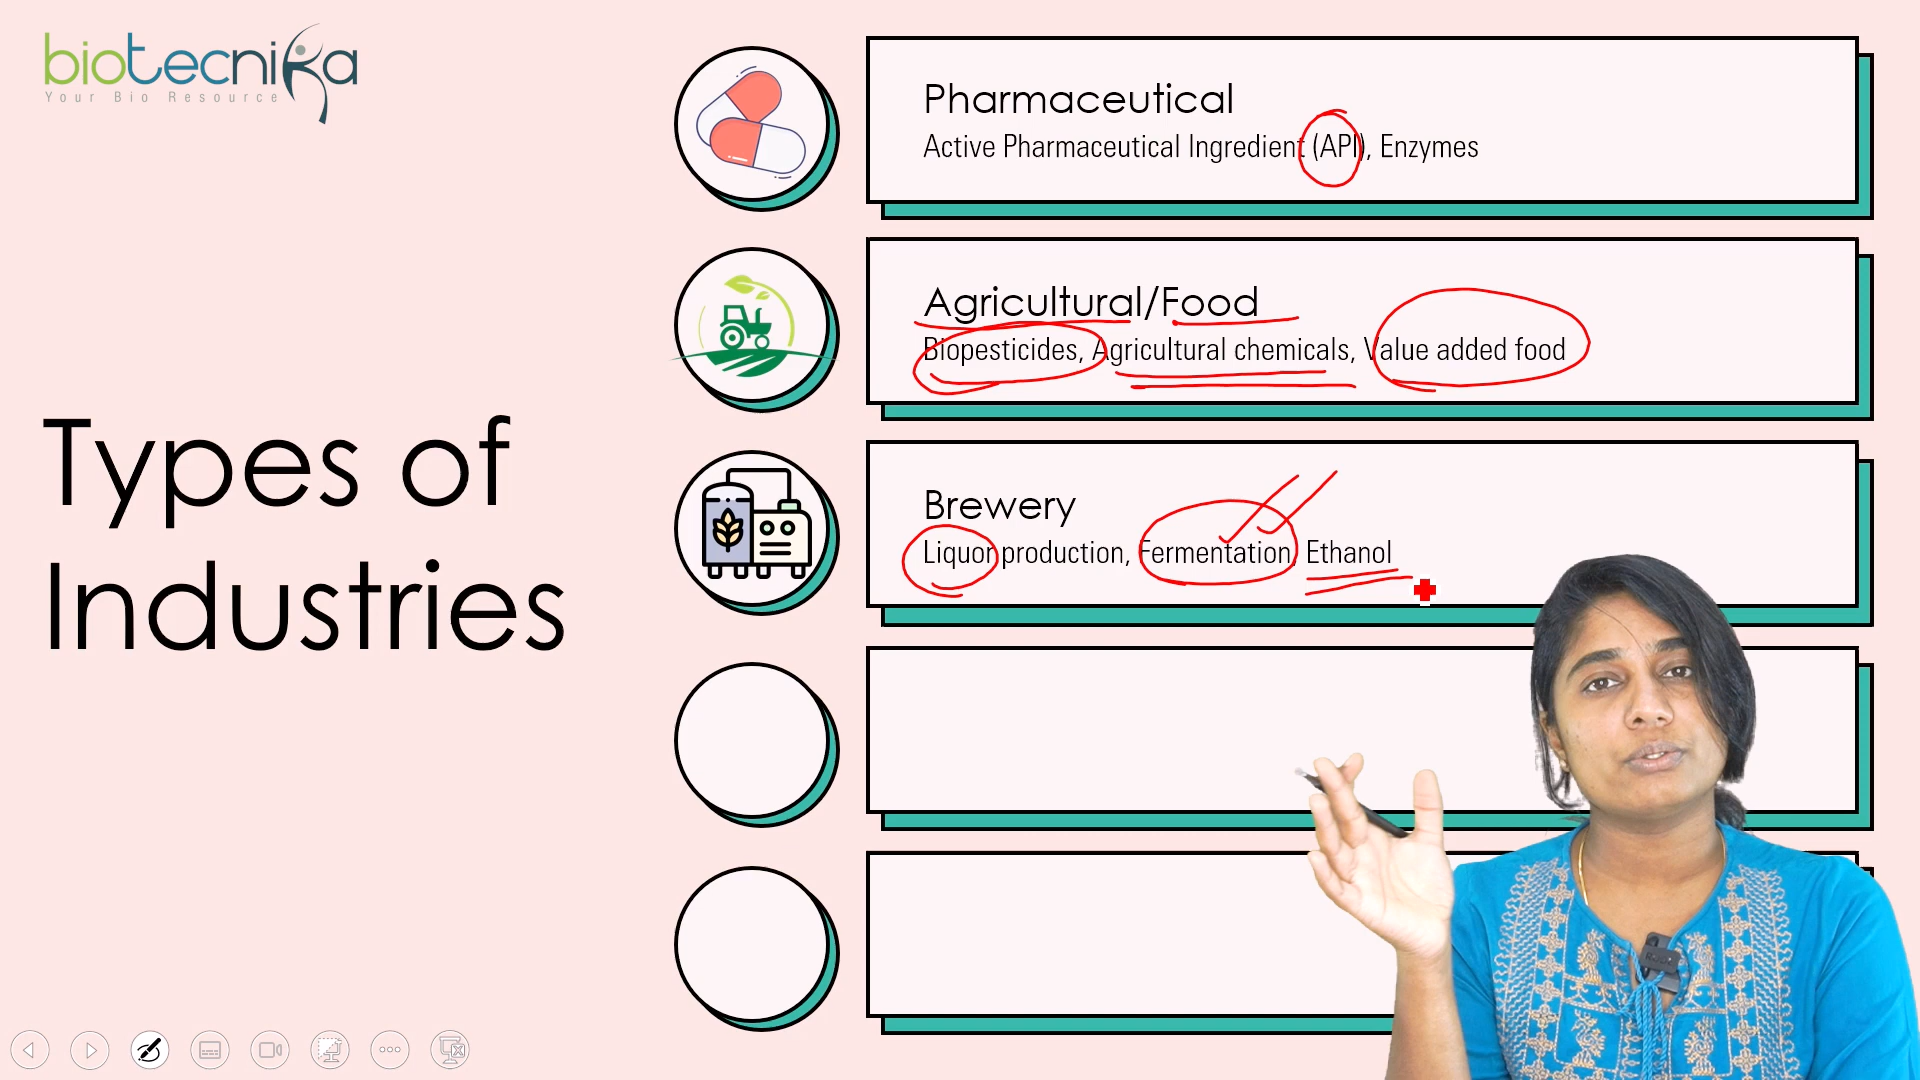 biotecnika
Your Bio Resource
Types of
Industries
Pharmaceutical
Active Pharmaceutical Ingredient (API), Enzymes
Agricultural/Food
Biopesticides, Agricultural chemicals, Value added food
Brewery
Liquor production, Fermentation, Ethanol